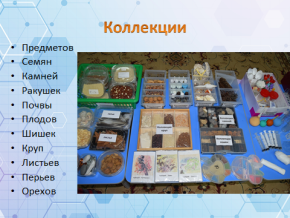 Коллекции
• Предметов
• Семян
• Камней
• Ракушек
• Почвы
• Плодов
• Шишек
• Круп
• Листьев
• Перьев
• Орехов